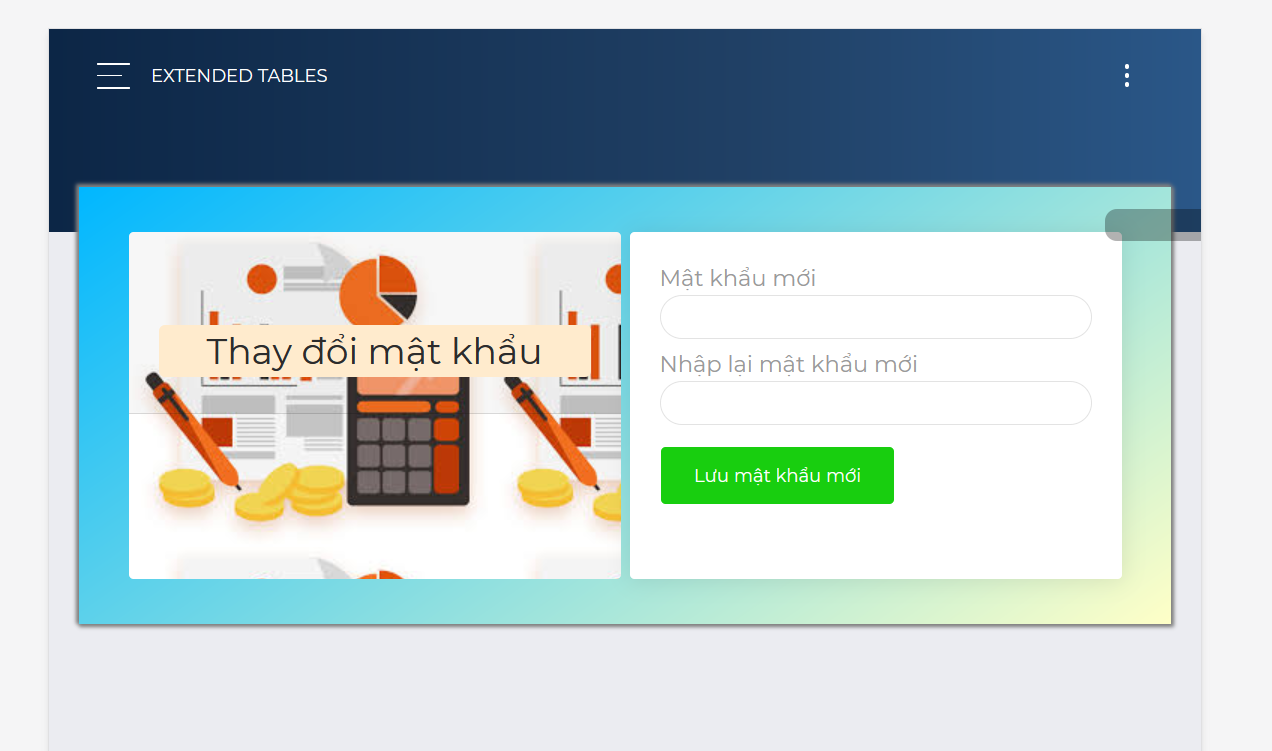 EXTENDED TABLES
Thay đổi mật khẩu
Mật khẩu mới
Nhập lại mật khẩu mới
Lưu mật khẩu mới